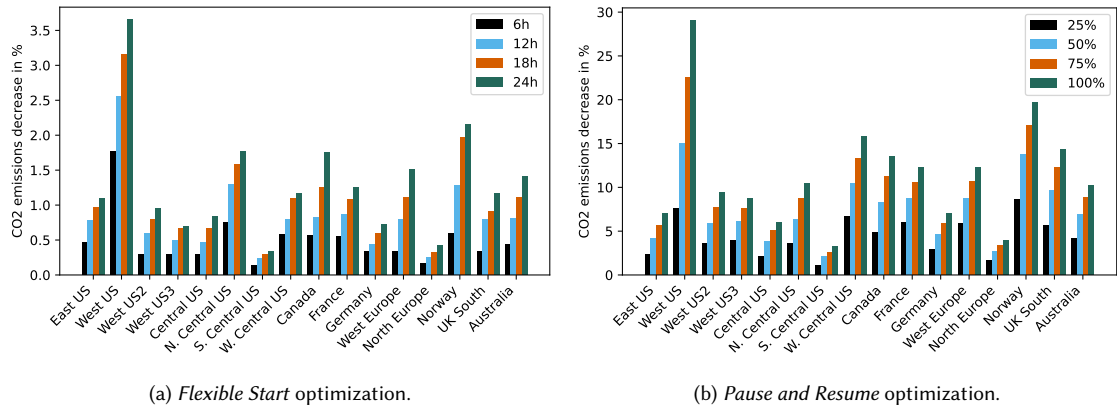 CO2 emissions decrease in %
3.5
3.0
2.5
2.0
1.5
1.0
0.5
0.0
6h
12h
18h
24h
East US
West US
West US2
West US3
Central US
N. Central US
S. Central US
W. Central US
Canada
France
Germany
West Europe
North Europe
Norway
UK South
Australia
(a) Flexible Start optimization.
CO2 emissions decrease in %
30
25
20
15
10
5
0
25%
50%
75%
100%
East US
West US
West US2
West US3
Central US
N. Central US
S. Central US
W. Central US
Canada
France
Germany
West Europe
North Europe
Norway
UK South
Australia
(b) Pause and Resume optimization.